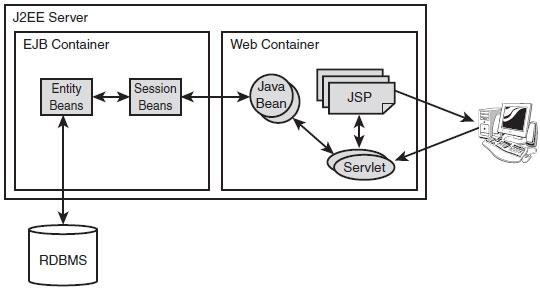 J2EE Server
EJB Container
Web Container
Entity
Beans
Session
Beans
Java
Bean
JSP
Servlet
RDBMS